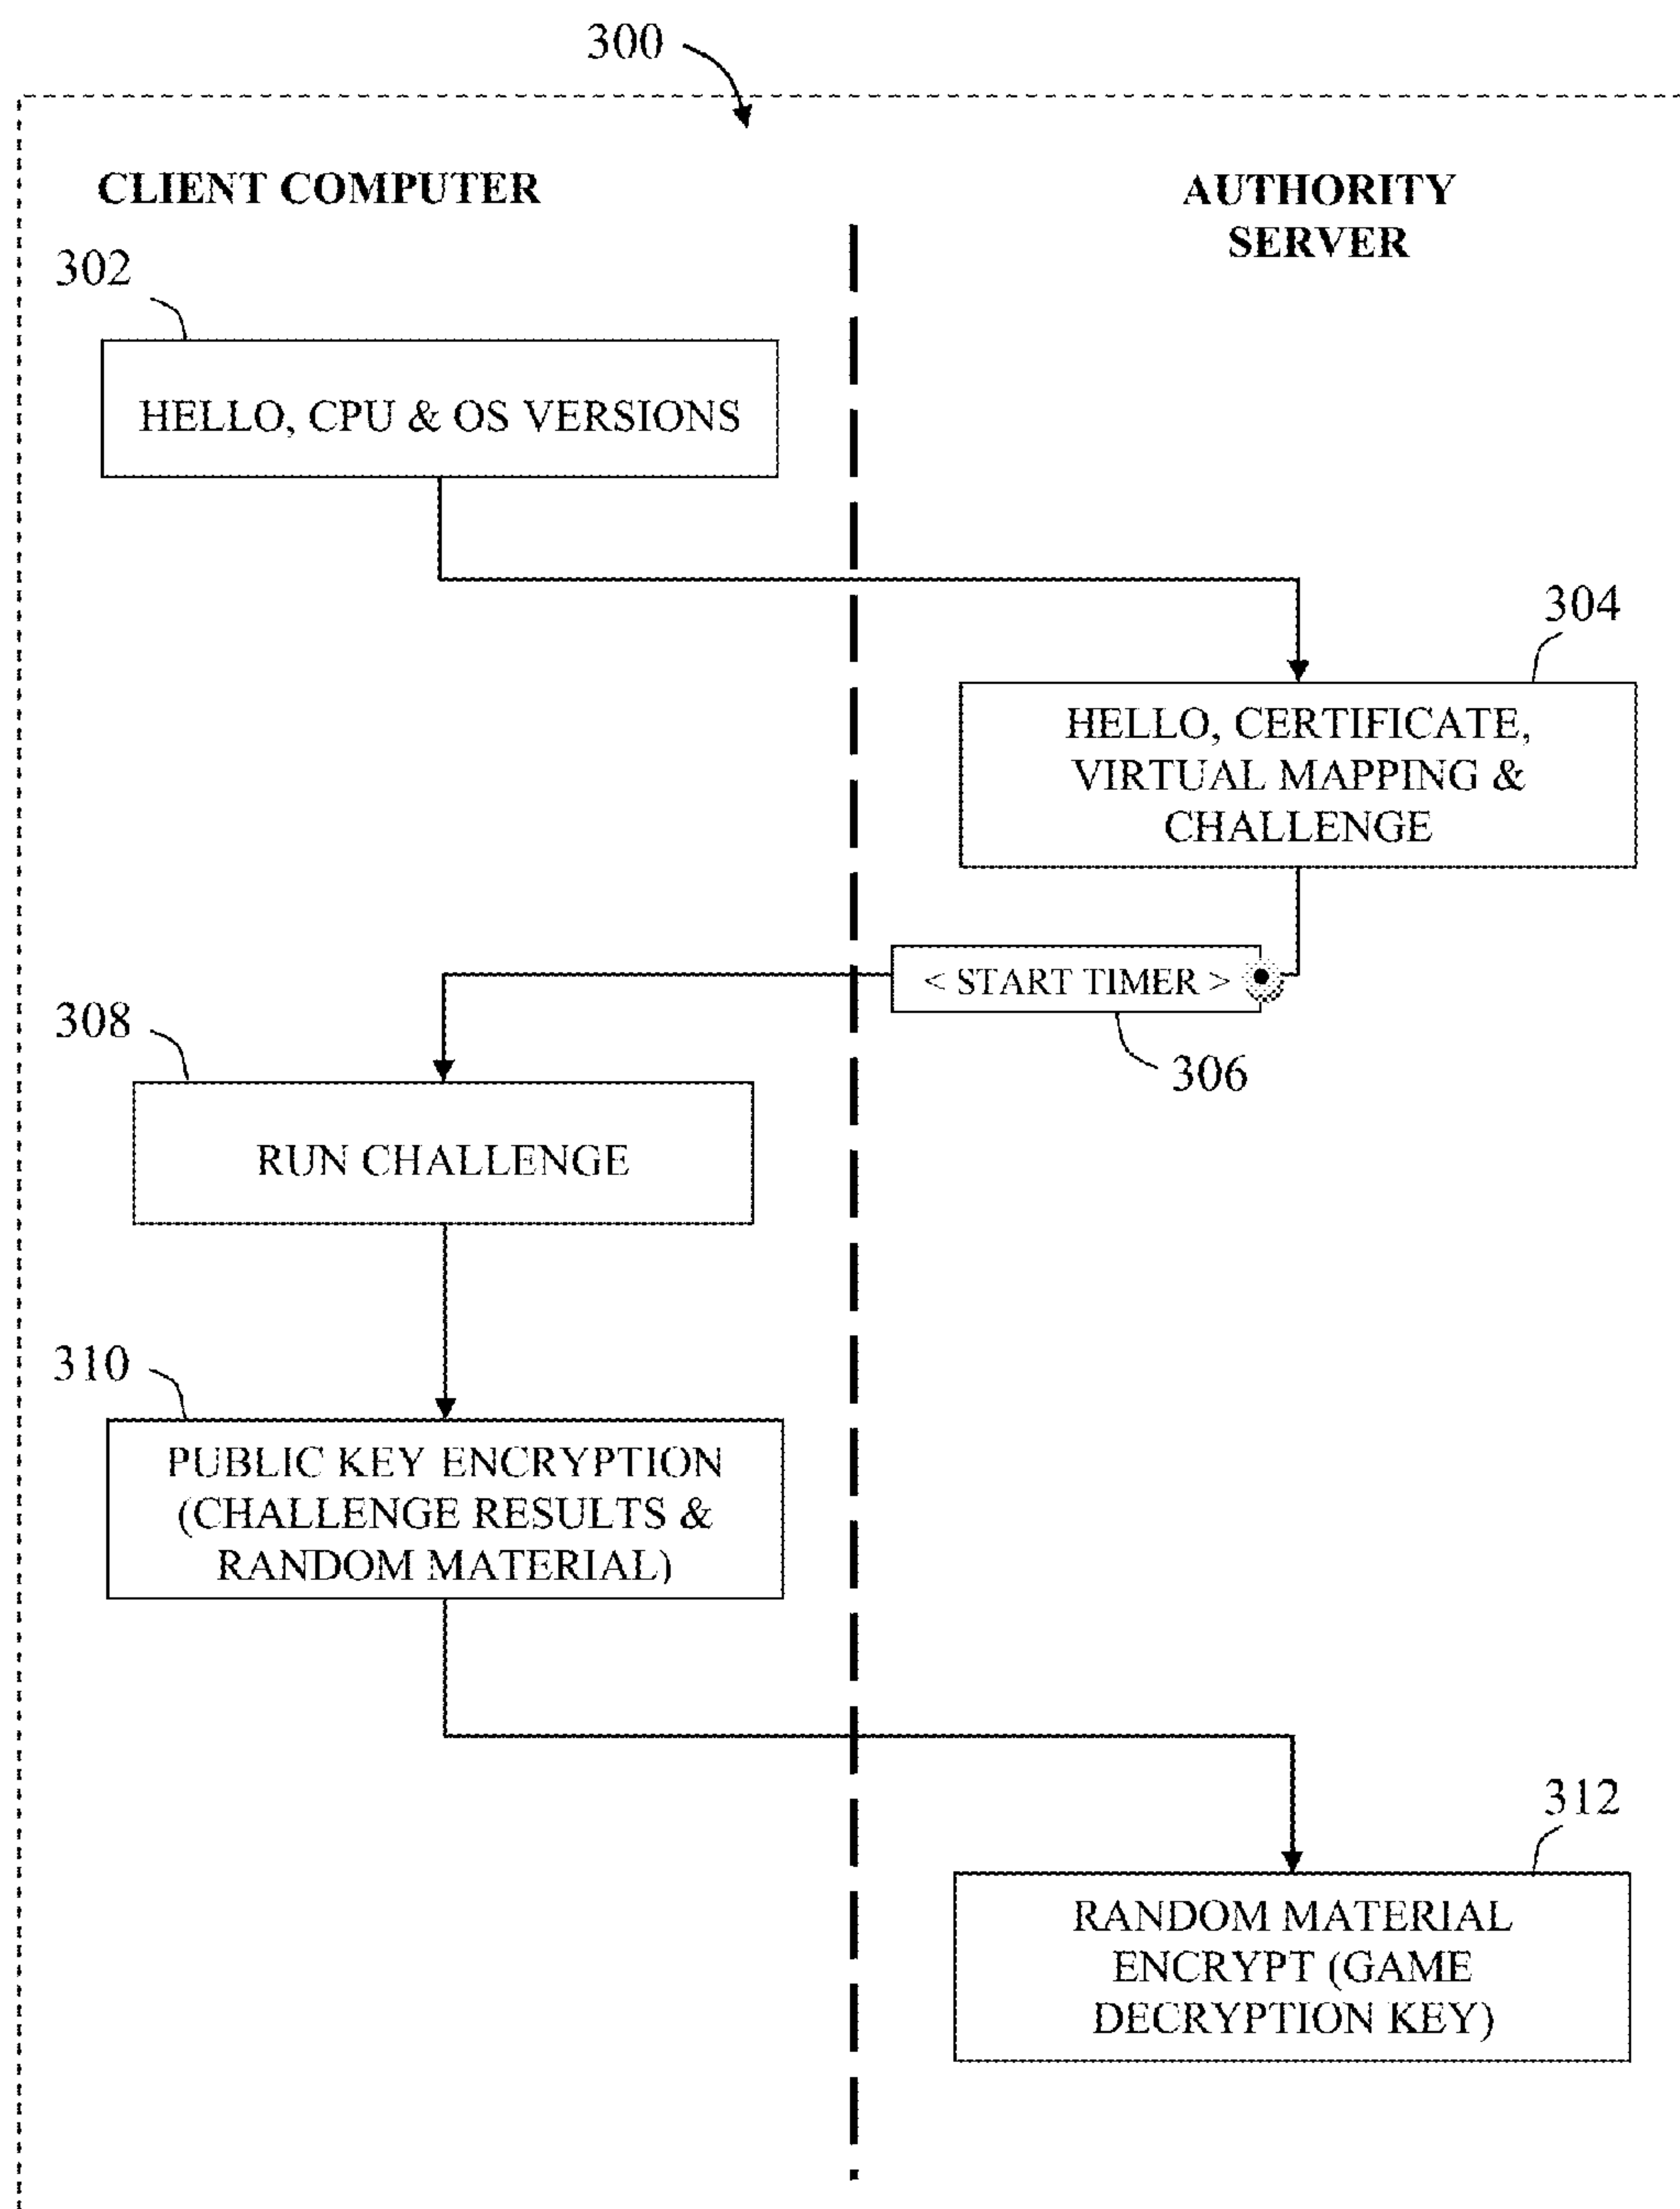 300
CLIENT COMPUTER
AUTHORITY
SERVER
302
HELLO, CPU & OS VERSIONS
304
HELLO, CERTIFICATE,
VIRTUAL MAPPING &
CHALLENGE
< START TIMER >
306
308
RUN CHALLENGE
310
PUBLIC KEY ENCRYPTION
(CHALLENGE RESULTS &
RANDOM MATERIAL)
312
RANDOM MATERIAL
ENCRYPT (GAME
DECRYPTION KEY)